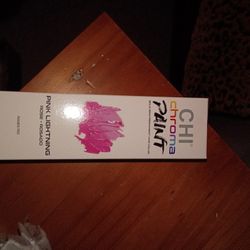 CHI
chroma
PAINT
PINK LIGHTNING
ROSE • ROSADO